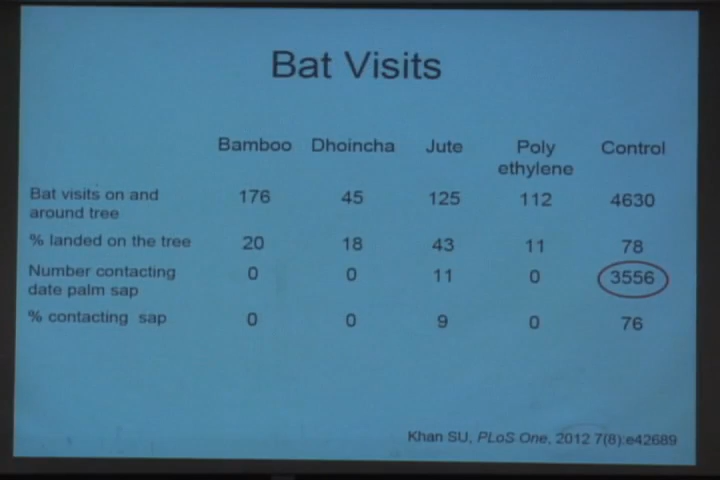 Bat Visits
Bamboo Dhoincha Jute Poly ethylene Control
Bat visits on and around tree 176 45 125 112 4630
% landed on the tree 20 18 43 11 78
Number contacting date palm sap 0 0 11 0 3556
% contacting sap 0 0 9 0 76
Khan SU, PLoS One, 2012 7(8):e42689